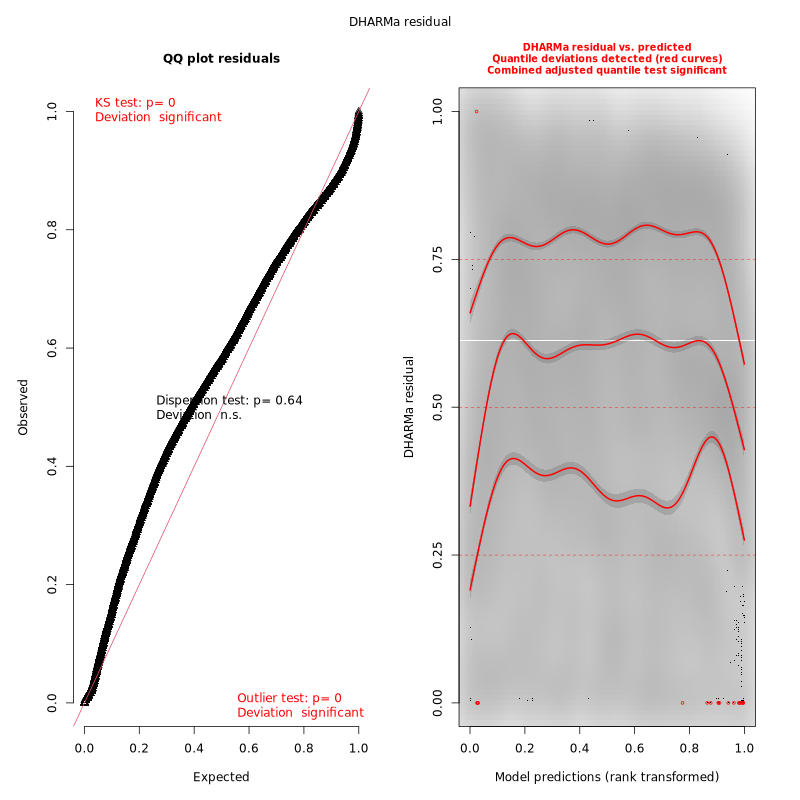 DHARMa residual
QQ plot residuals
KS test: p= 0
Deviation  significant
Dispersion test: p= 0.64
Deviation  n.s.
Outlier test: p= 0
Deviation  significant
Observed
0.0 0.2 0.4 0.6 0.8 1.0
0.0 0.2 0.4 0.6 0.8 1.0
Expected
DHARMa residual vs. predicted
Quantile deviations detected (red curves)
Combined adjusted quantile test significant
DHARMa residual
0.00 0.25 0.50 0.75 1.00
0.0 0.2 0.4 0.6 0.8 1.0
Model predictions (rank transformed)